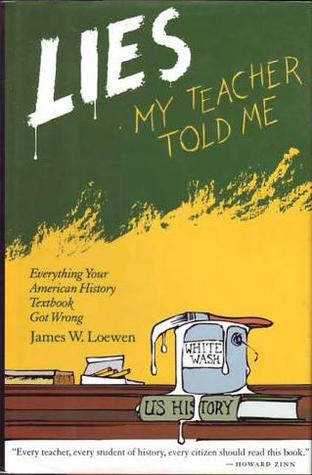 LIES
MY TEACHER
TOLD ME
Everything Your
American History
Textbook
Got Wrong
James W. Loewen
WHITE
WASH
US HISTORY
"Every teacher, every student of history, every citizen should read this book."
— HOWARD ZINN